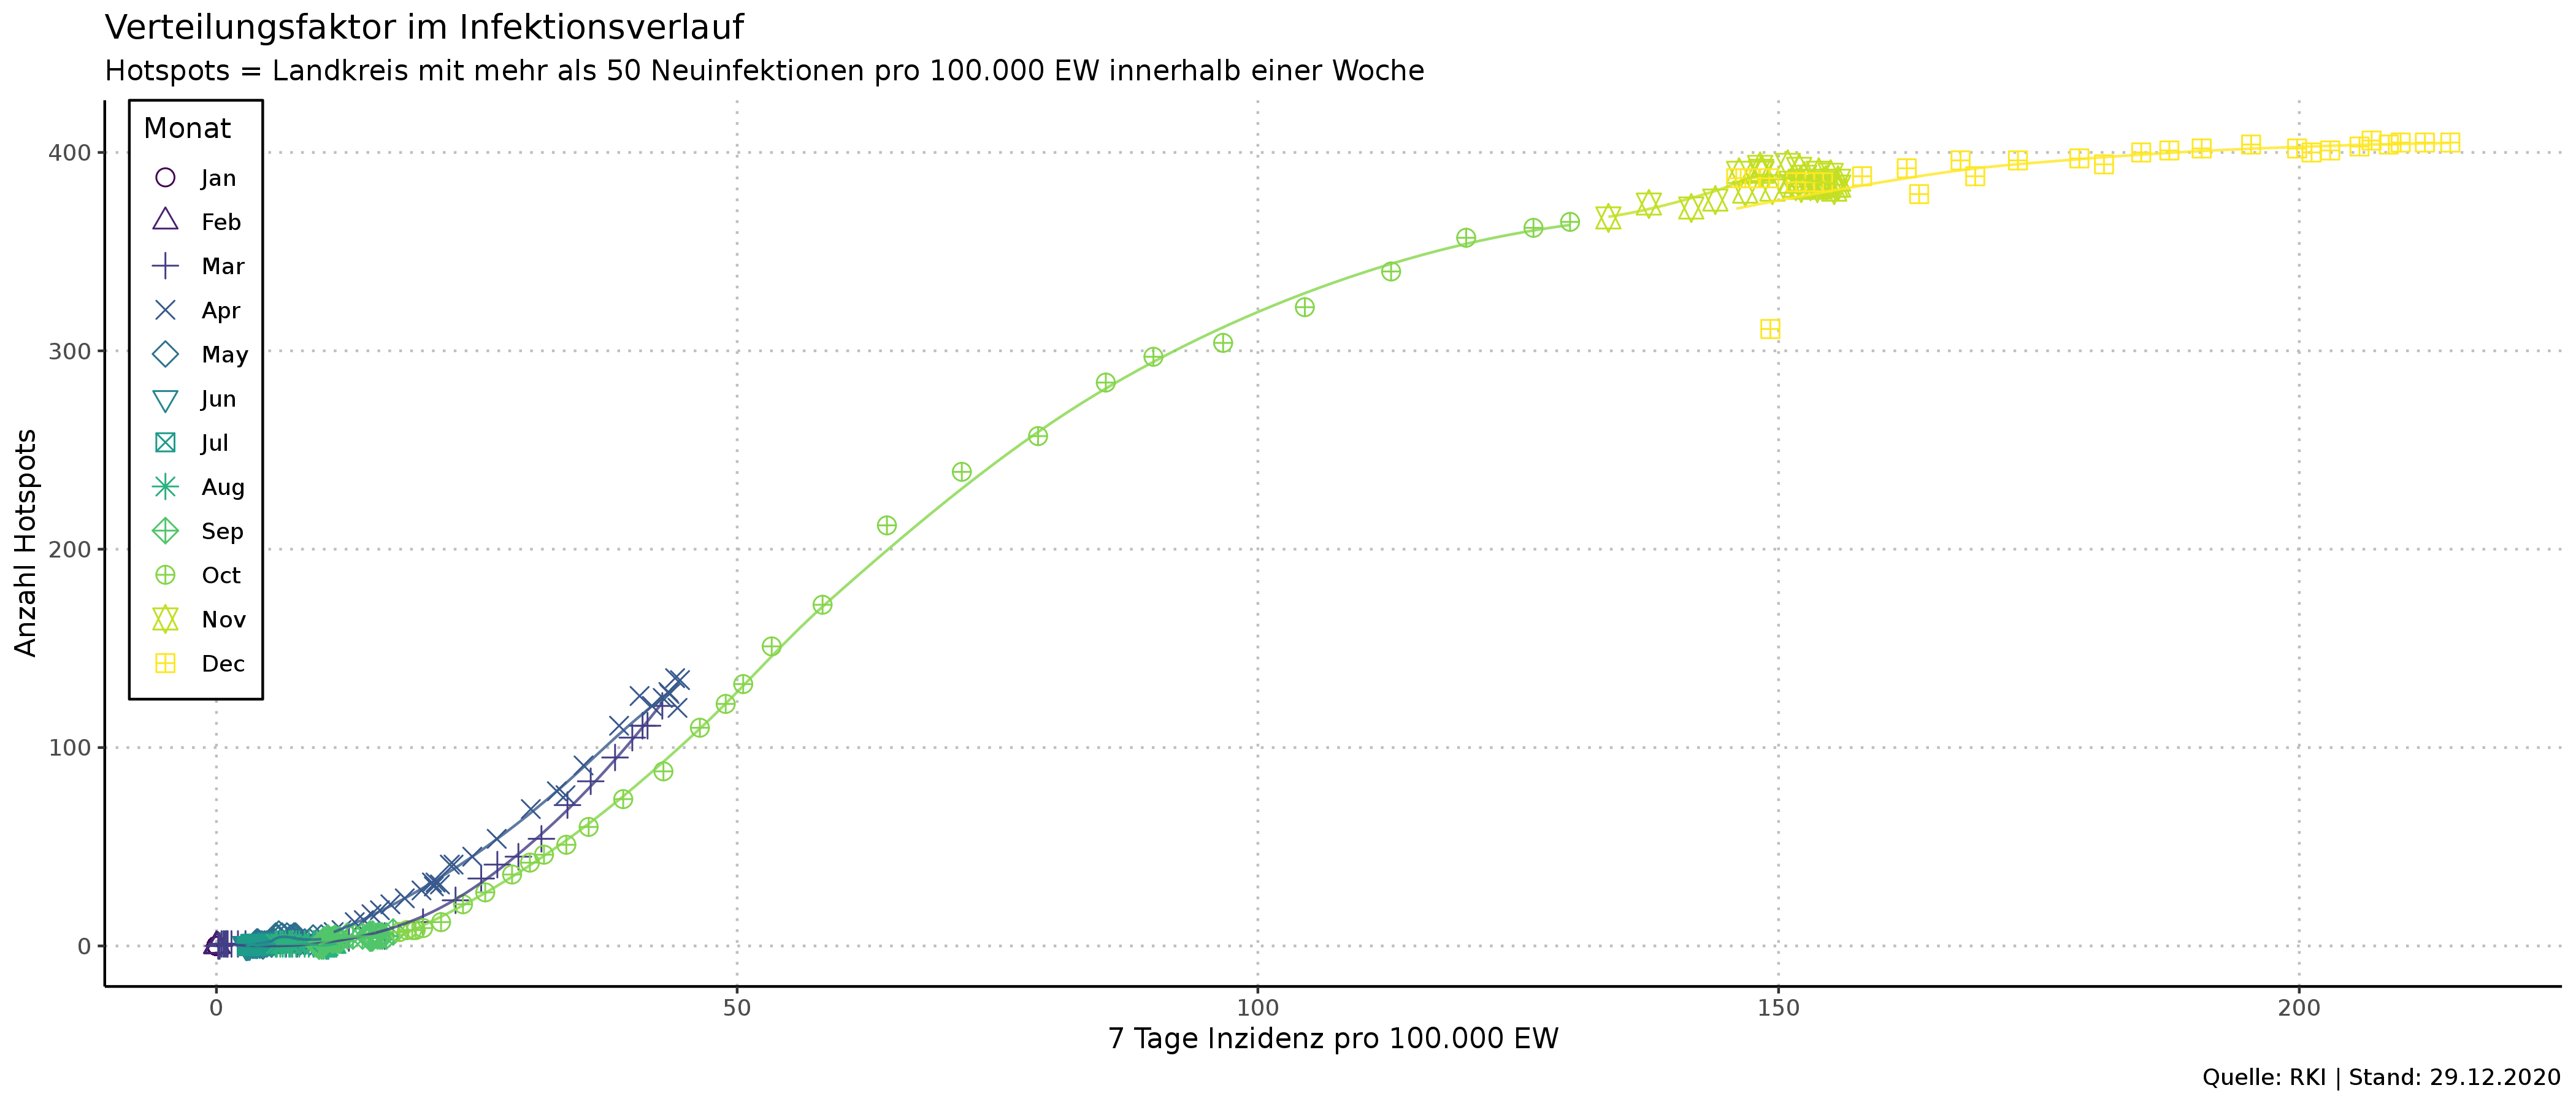 Verteilungsfaktor im Infektionsverlauf
Hotspots = Landkreis mit mehr als 50 Neuinfektionen pro 100.000 EW innerhalb einer Woche
Monat
Jan
Feb
Mar
Apr
May
Jun
Jul
Aug
Sep
Oct
Nov
Dec
Anzahl Hotspots
400
300
200
100
0
0
50
100
150
200
7 Tage Inzidenz pro 100.000 EW
Quelle: RKI | Stand: 29.12.2020